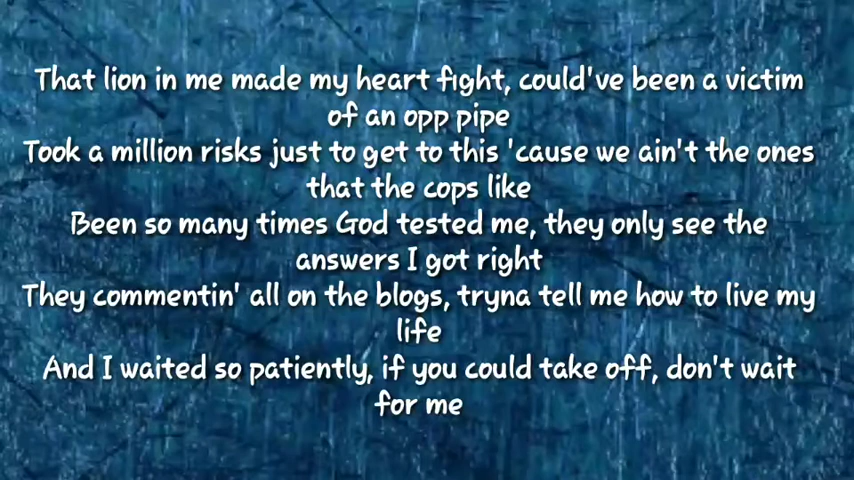 That lion in me made my heart fight, could've been a victim
of an opp pipe
Took a million risks just to get to this 'cause we ain't the ones
that the cops like
Been so many times God tested me, they only see the
answers I got right
They commentin' all on the blogs, tryna tell me how to live my
life
And I waited so patiently, if you could take off, don't wait
for me